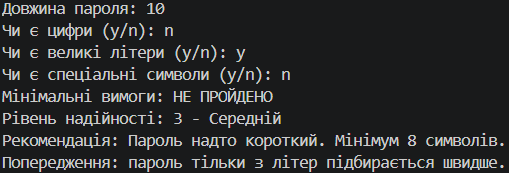 Довжина пароля: 10
Чи є цифри (y/n): n
Чи є великі літери (y/n): y
Чи є спеціальні символи (y/n): n
Мінімальні вимоги: НЕ ПРОЙДЕНО
Рівень надійності: 3 - Середній
Рекомендація: Пароль надто короткий. Мінімум 8 символів.
Попередження: пароль тільки з літер підбирається швидше.